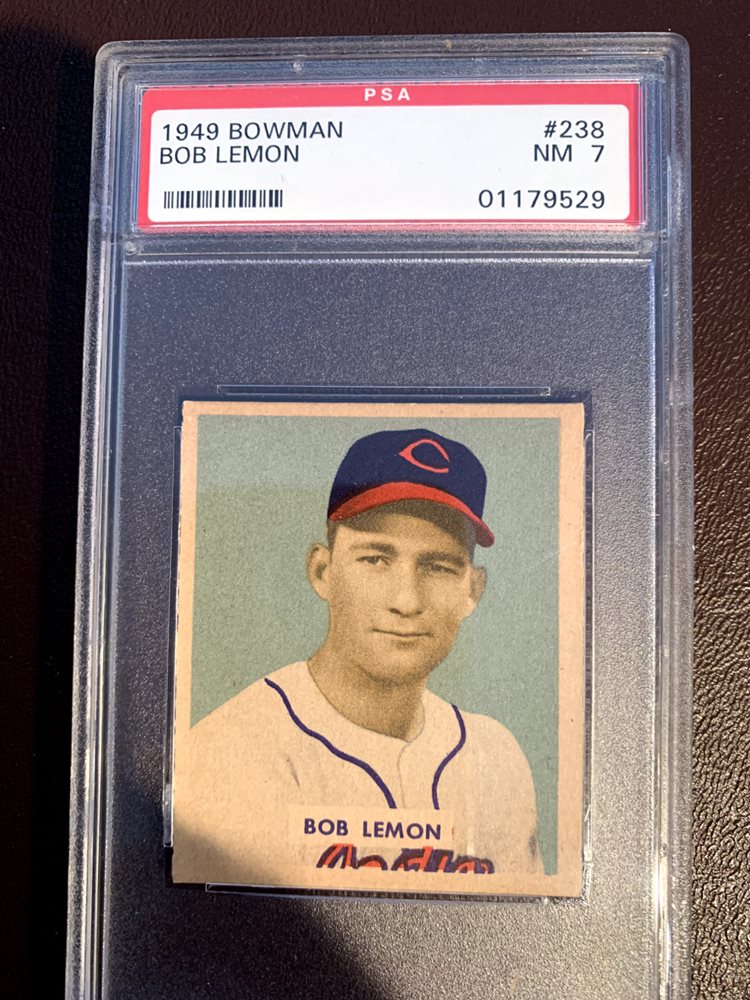 PSA
1949 BOWMAN #238
BOB LEMON NM 7
01179529
BOB LEMON